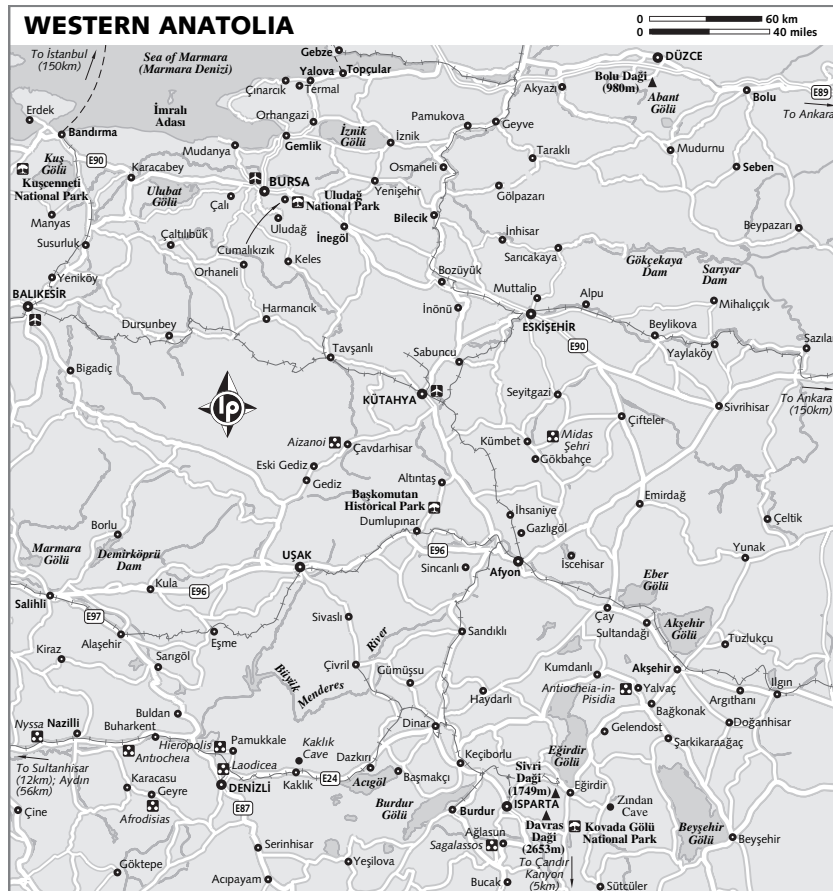 WESTERN ANATOLIA
0 60 km
0 40 miles
To İstanbul
(150km)
Sea of Marmara
(Marmara Denizi)
Gebze
Yalova
Topçular
DÜZCE
Çınarcık
Termal
Bolu Daği
(980m)
Akyazı
Abant
Gölü
Bolu
E89
To Ankara
Erdek
İmralı
Adası
Orhangazi
İznik
Gölü
İznik
Pamukova
Geyve
Bandırma
Gemlik
Mudanya
Taraklı
Mudurnu
Kuş
Gölü
E90
Karacabey
Osmaneli
Seben
Kuşcenneti
National Park
Ulubat
Gölü
BURSA
Yenişehir
Gölpazarı
Çalı
Uludağ
National Park
Manyas
Uludağ
Bilecik
Beypazarı
Susurluk
Çaltılıbük
Cumalıkızık
İnegöl
İnhisar
Sarıcakaya
Gökçekaya
Dam
Sarıyar
Dam
Orhaneli
Keles
Yeniköy
Bozüyük
Muttalip
Alpu
Mihalıççık
BALIKESİR
Harmancık
İnönü
ESKİŞEHİR
Dursunbey
Beylikova
E90
Sazılar
Tavşanlı
Sabuncu
Yaylaköy
Bigadiç
To Ankara
(150km)
KÜTAHYA
Seyitgazi
lp
Çifteler
Sivrihisar
Aizanoi
Çavdarhisar
Kümbet
Midas
Şehri
Eski Gediz
Gökbahçe
Gediz
Altıntaş
Başkomutan
Historical Park
Emirdağ
Dumlupınar
İhsaniye
Gazlıgöl
Çeltik
Borlu
Marmara
Gölü
Demirköprü
Dam
UŞAK
E96
Afyon
İscehisar
Yunak
Sincanlı
Kula
E96
Eber
Gölü
Salihli
E97
Sivaslı
Çay
Sultandağı
Akşehir
Gölü
Alaşehir
Eşme
River
Sandıklı
Tuzlukçu
Kiraz
Sarıgöl
Çivril
Büyük
Menderes
Gümüşsu
Kumdanlı
Akşehir
Haydarlı
Antiocheia-in-
Pisidia
Yalvaç
Ilgın
Argıthanı
Bağkonak
Buldan
Nyssa
Nazilli
Buharkent
Dinar
Gelendost
Doğanhisar
Şarkikaraağaç
Hierapolis
Pamukkale
Antiocheia
Kaklık
Cave
Eğirdir
Gölü
Laodicea
Dazkırı
Keçiborlu
Sivri
Daği
(1749m)
To Sultanhisar
(12km); Aydın
(56km)
Karacasu
Geyre
Kaklık
E24
Acıgöl
Başmakçı
DENİZLİ
Eğirdir
Burdur
Gölü
Burdur
ISPARTA
Zından
Cave
Afrodisias
E87
Çine
Davras
Daği
(2653m)
Kovada Gölü
National Park
Beyşehir
Gölü
Beyşehir
Ağlasun
Sagalassos
Serinhisar
To Çandır
Kanyon
(5km)
Göktepe
Yeşilova
Acıpayam
Bucak
Sütçüler